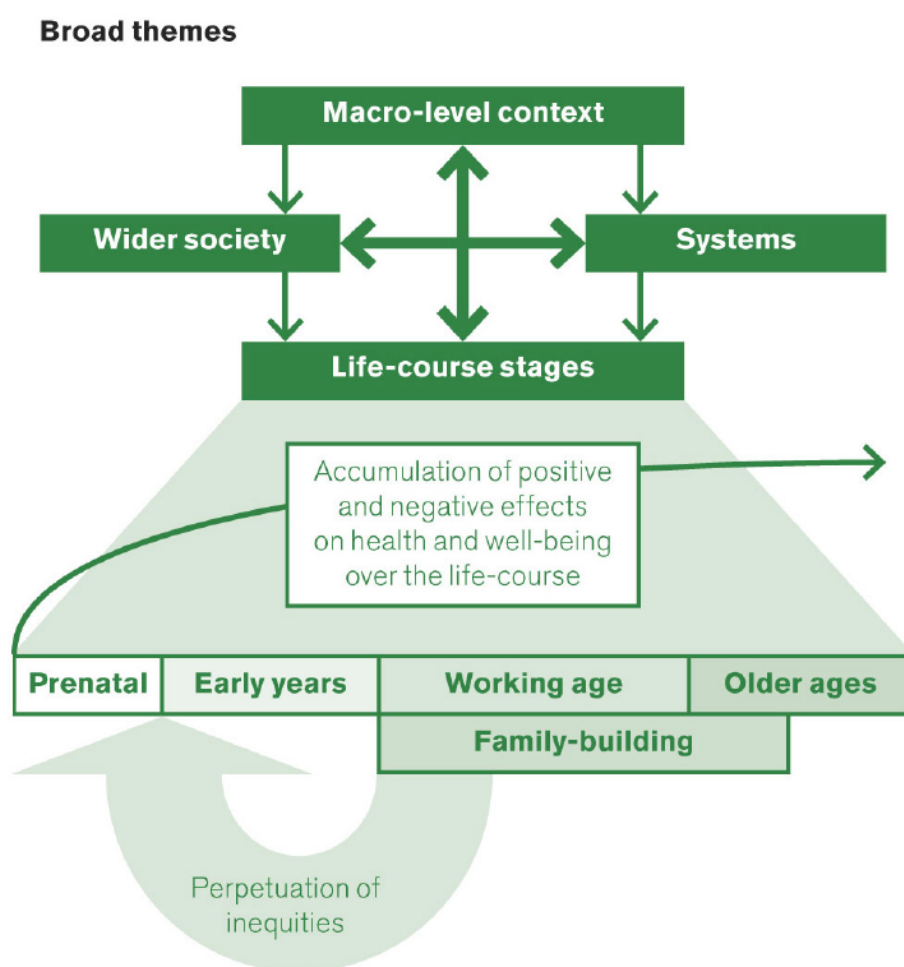 Broad themes
Macro-level context
Wider society
Systems
Life-course stages
Accumulation of positive
and negative effects
on health and well-being
over the life-course
Prenatal
Early years
Working age
Older ages
Family-building
Perpetuation of
inequities